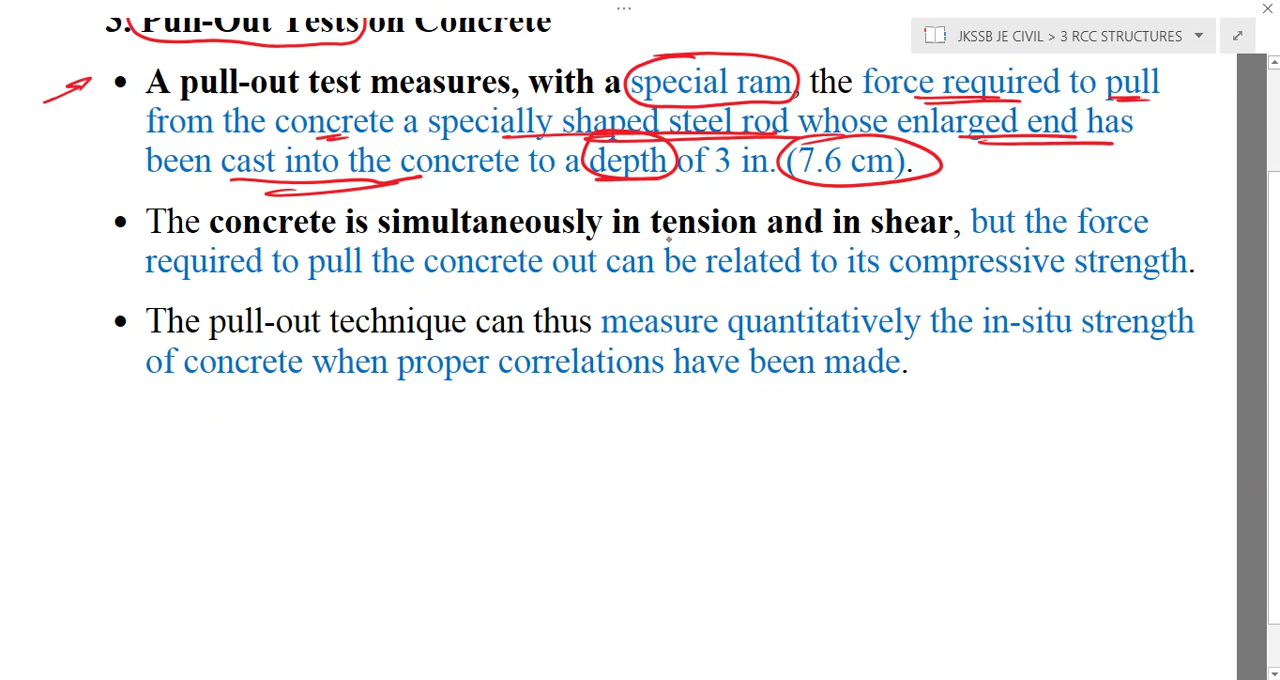 ...
3. Pull-Out Tests on Concrete
JKSSB JE CIVIL > 3 RCC STRUCTURES
• A pull-out test measures, with a special ram, the force required to pull
from the concrete a specially shaped steel rod whose enlarged end has
been cast into the concrete to a depth of 3 in. (7.6 cm).
• The concrete is simultaneously in tension and in shear, but the force
required to pull the concrete out can be related to its compressive strength.
• The pull-out technique can thus measure quantitatively the in-situ strength
of concrete when proper correlations have been made.